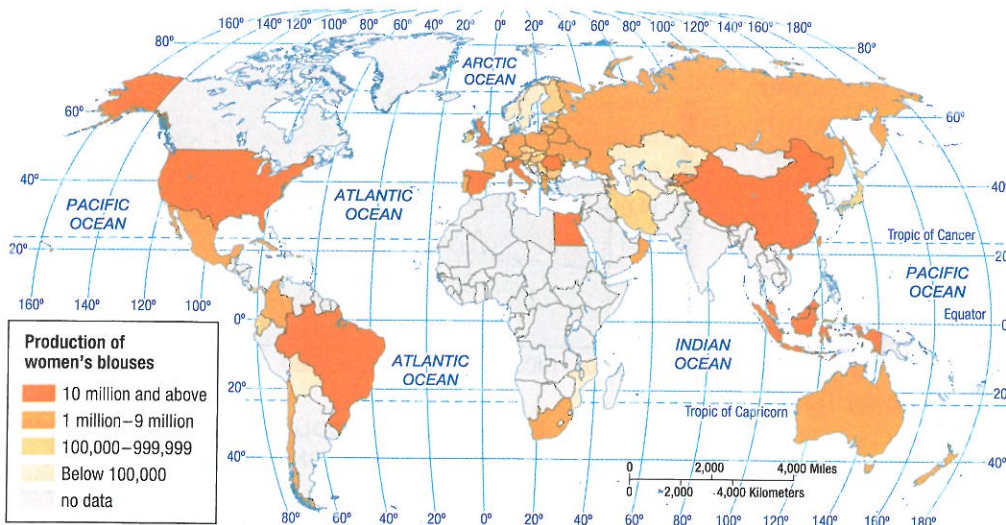 160° 140° 120° 100° 80° 60° 40° 20° 0° 20° 40° 60° 80° 100° 120° 140° 160° 180°
80° 80°
ARCTIC
OCEAN
60° 60°
40° 40°
PACIFIC
OCEAN
ATLANTIC
OCEAN
20° Tropic of Cancer 20°
PACIFIC
OCEAN
160° 140° 120° 100° 160° 180°
0° Equator 0°
INDIAN
OCEAN
ATLANTIC
OCEAN
20° Tropic of Capricorn 20°
40° 40°
0 2,000 4,000 Miles
0 2,000 4,000 Kilometers
80° 60° 40° 20° 0° 20° 40° 60° 80° 100° 120° 140° 160° 180°
Production of
women's blouses
10 million and above
1 million–9 million
100,000–999,999
Below 100,000
no data